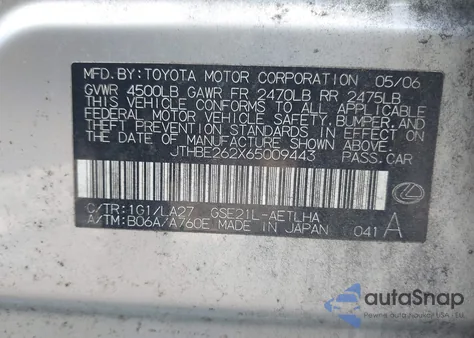 MFD. BY: TOYOTA MOTOR CORPORATION 05/06
GVWR 4500LB GAWR FR 2470LB RR 2475LB
THIS VEHICLE CONFORMS TO ALL APPLICABLE
FEDERAL MOTOR VEHICLE SAFETY, BUMPER, AND
THEFT PREVENTION STANDARDS IN EFFECT ON
THE DATE OF MANUFACTURE SHOWN ABOVE.
JTHBE262X65009443 PASS. CAR
C/TR: 1G1/LA27 GSE21L-AETLHA
A/TM: B06A/A760E MADE IN JAPAN 041 A
autoSnap